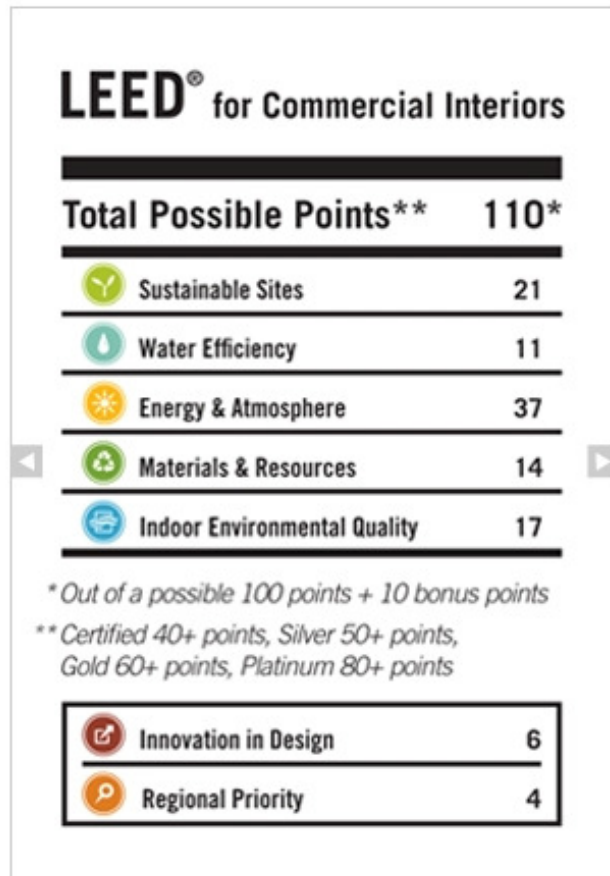 LEED® for Commercial Interiors
Total Possible Points** 110*
Sustainable Sites 21
Water Efficiency 11
Energy & Atmosphere 37
Materials & Resources 14
Indoor Environmental Quality 17
* Out of a possible 100 points + 10 bonus points
** Certified 40+ points, Silver 50+ points,
Gold 60+ points, Platinum 80+ points
Innovation in Design 6
Regional Priority 4